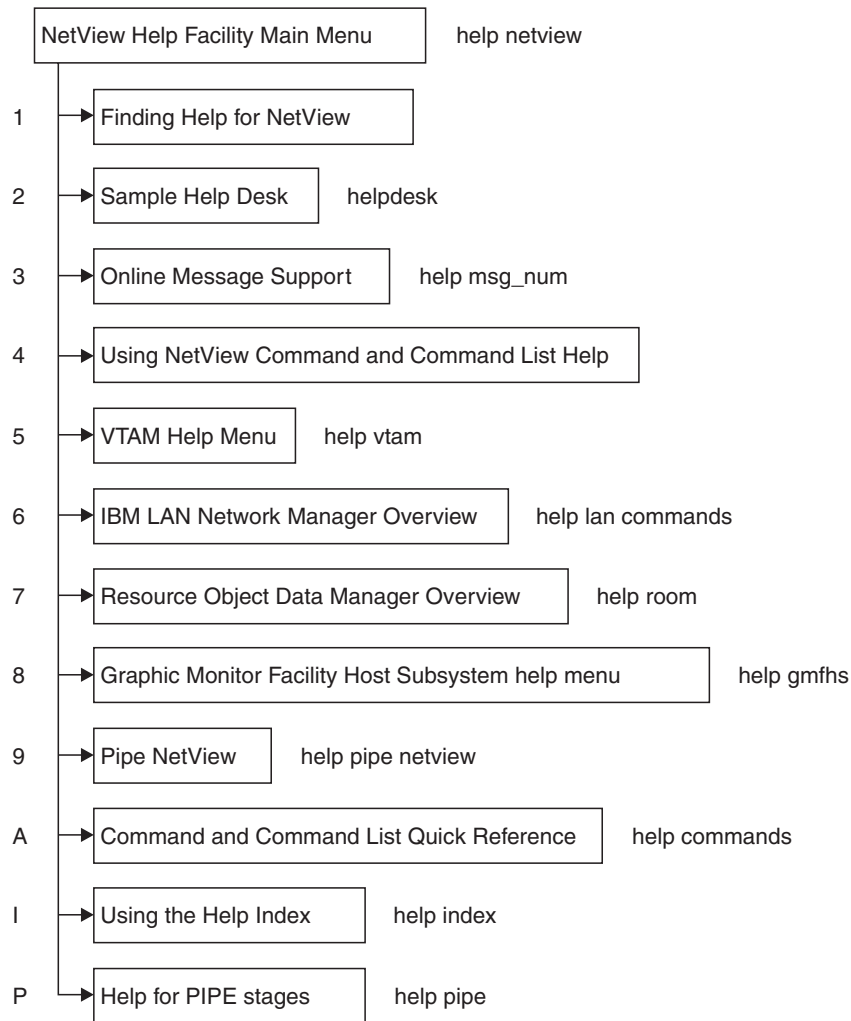 NetView Help Facility Main Menu help netview
1 Finding Help for NetView
2 Sample Help Desk helpdesk
3 Online Message Support help msg_num
4 Using NetView Command and Command List Help
5 VTAM Help Menu help vtam
6 IBM LAN Network Manager Overview help lan commands
7 Resource Object Data Manager Overview help room
8 Graphic Monitor Facility Host Subsystem help menu help gmfhs
9 Pipe NetView help pipe netview
A Command and Command List Quick Reference help commands
I Using the Help Index help index
P Help for PIPE stages help pipe